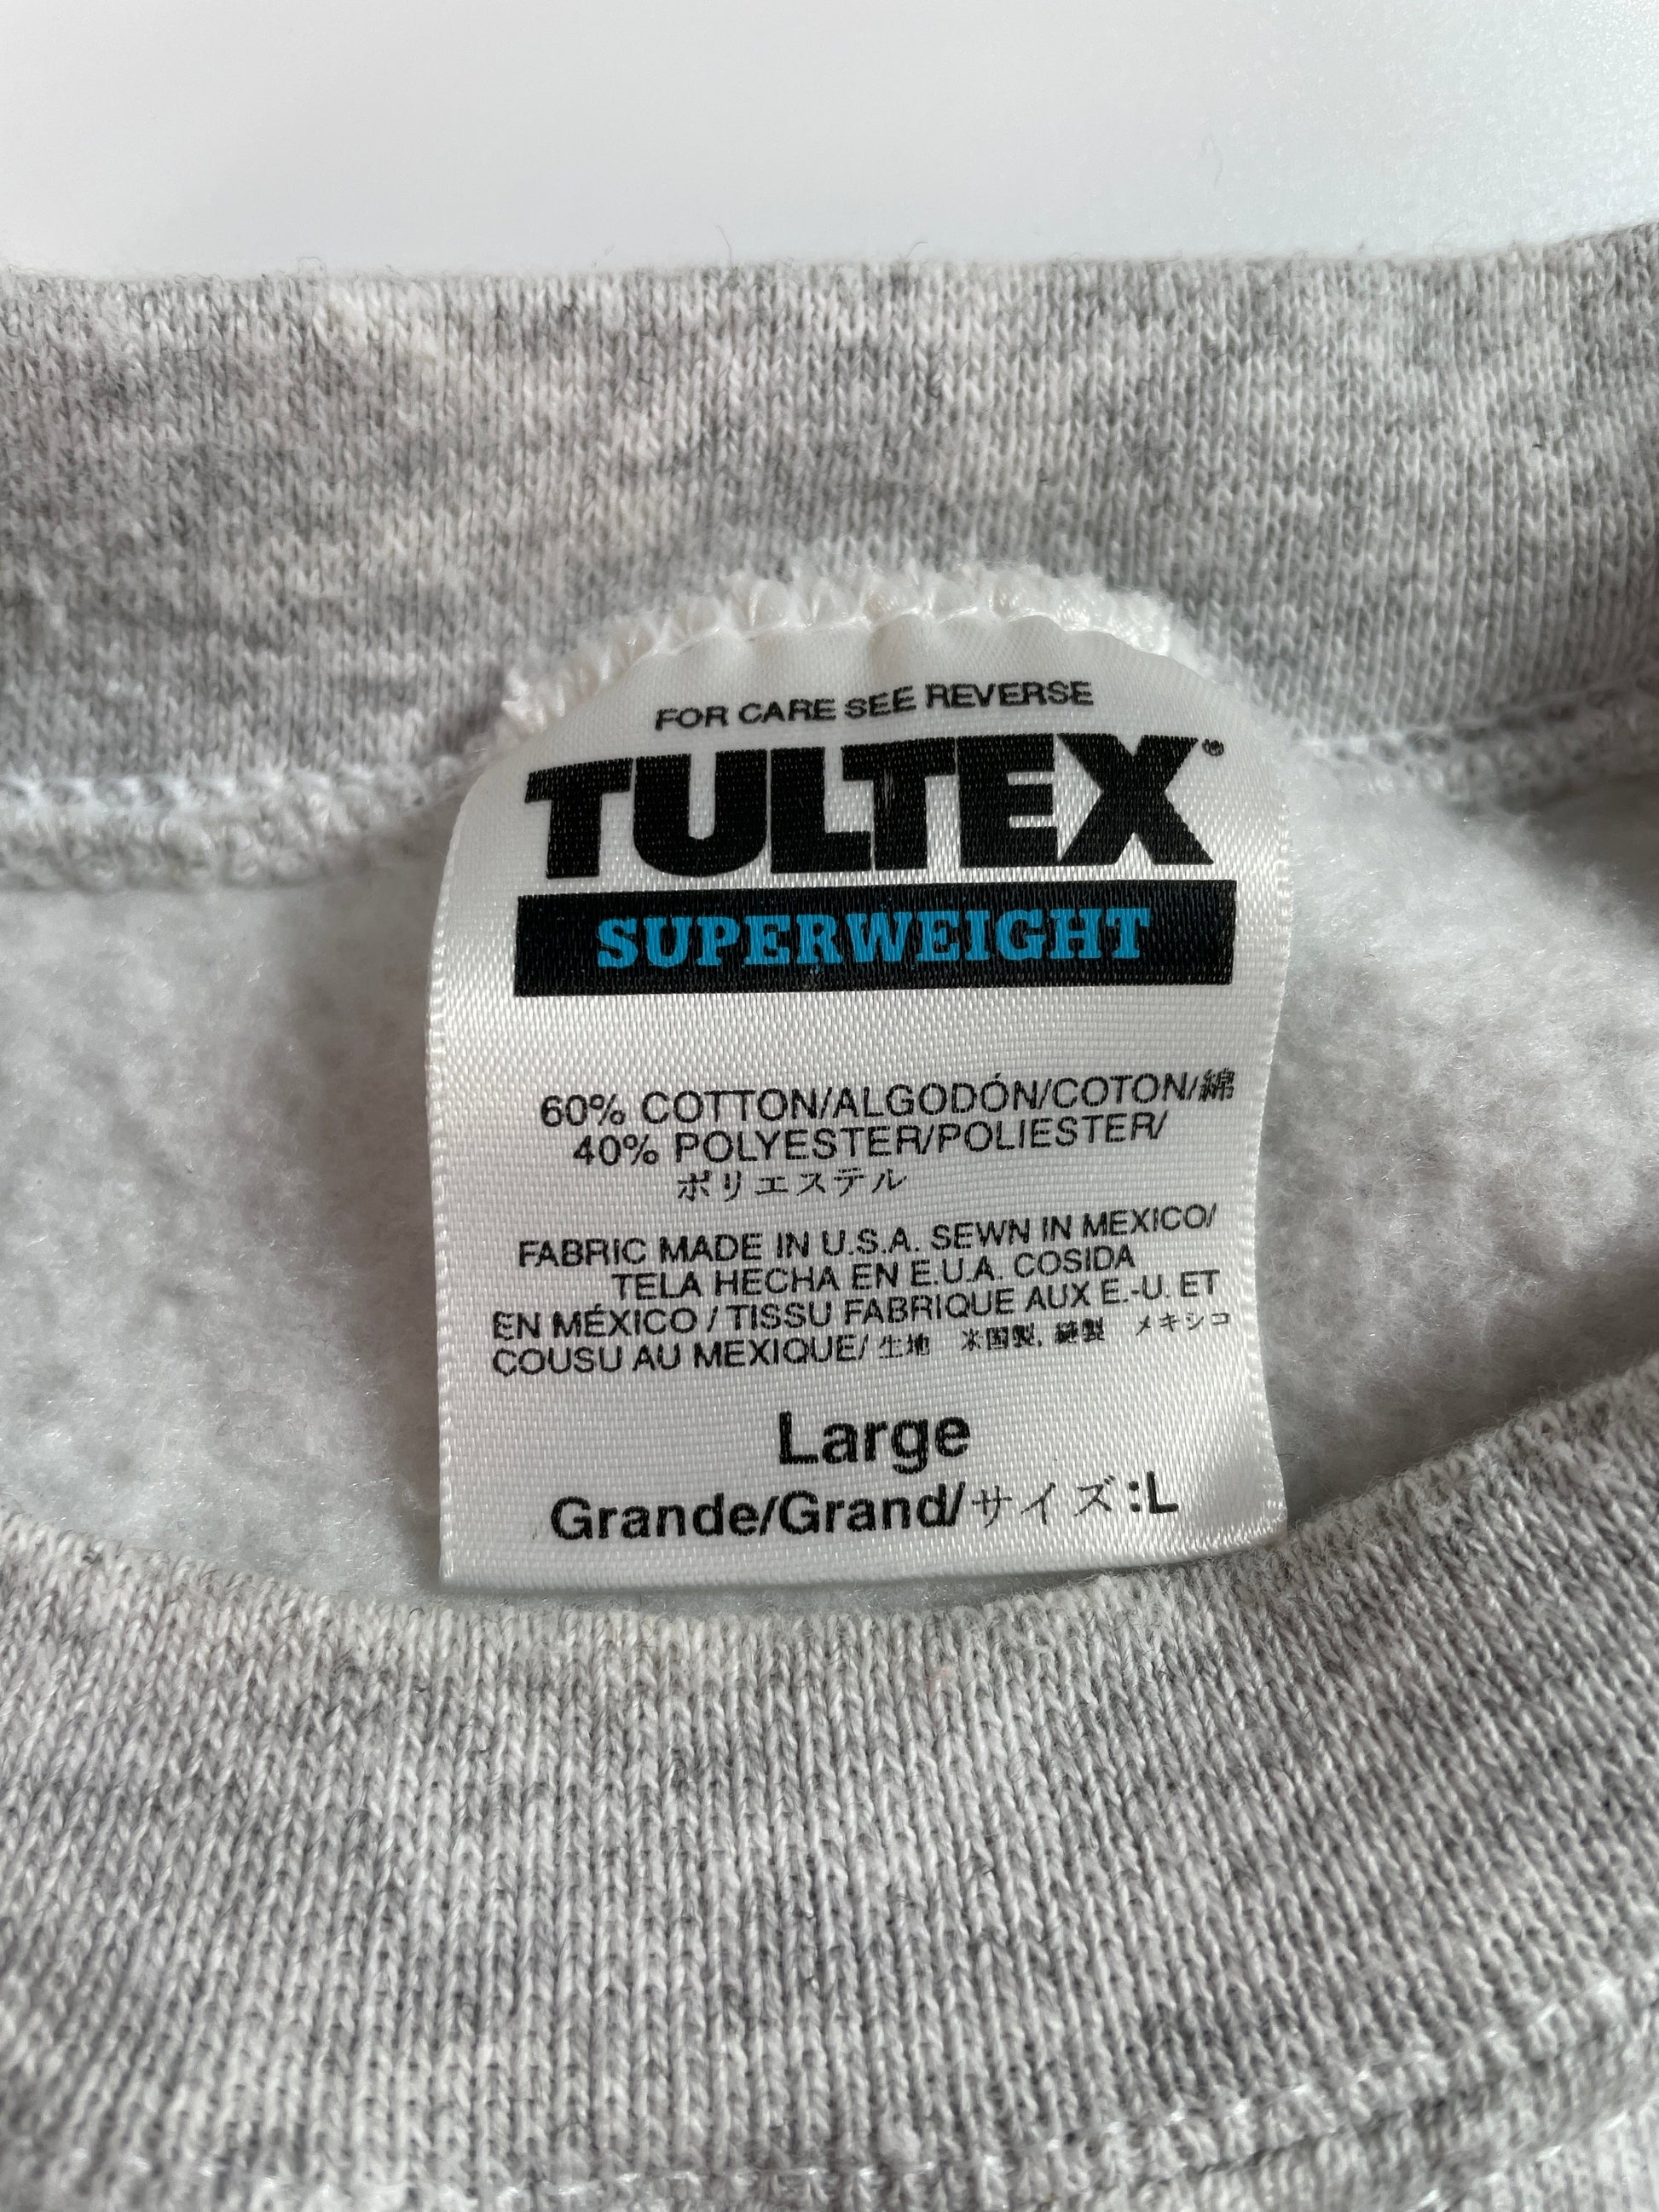 FOR CARE SEE REVERSE
TULTEX®
SUPERWEIGHT
60% COTTON/ALGODÓN/COTON/綿
40% POLYESTER/POLIESTER/
ポリエステル
FABRIC MADE IN U.S.A. SEWN IN MEXICO/
TELA HECHA EN E.U.A. COSIDA
EN MÉXICO / TISSU FABRIQUE AUX E.-U. ET
COUSU AU MEXIQUE/ 生地 米国製, 縫製 メキシコ
Large
Grande/Grand/サイズ:L